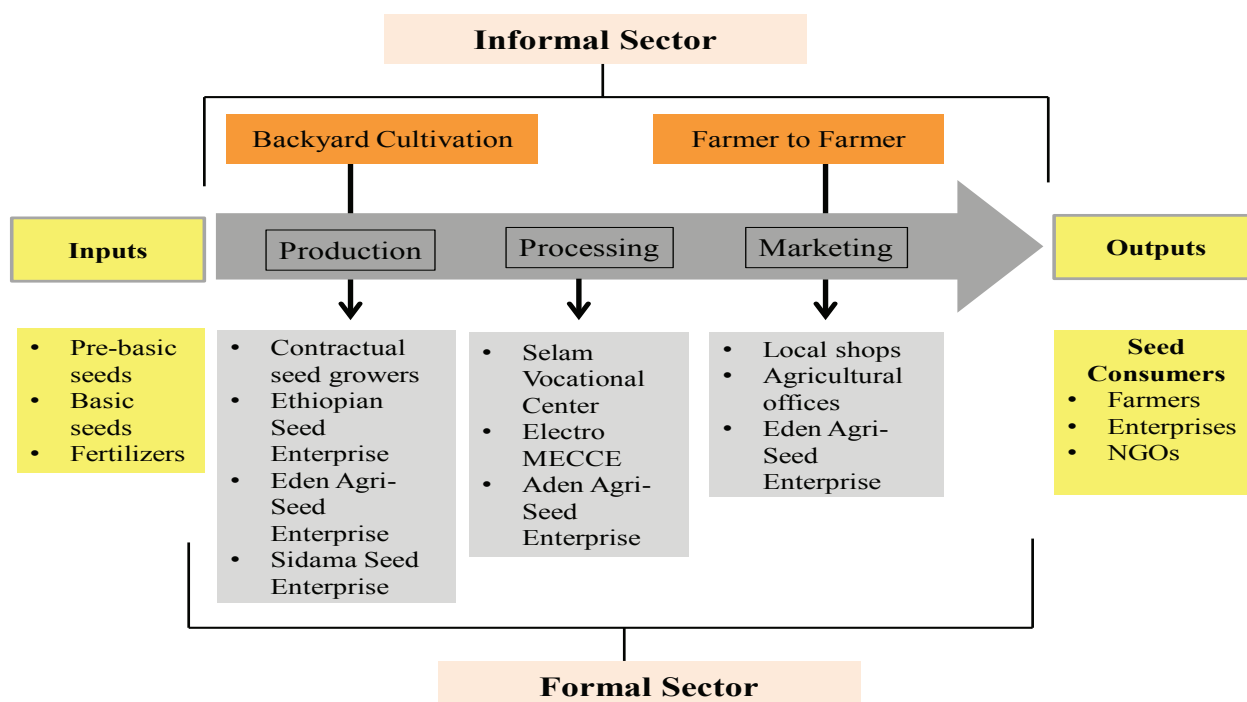 Informal Sector
Backyard Cultivation
Farmer to Farmer
Inputs
Production
Processing
Marketing
Outputs
• Pre-basic
seeds
• Basic
seeds
• Fertilizers
• Contractual
seed growers
• Ethiopian
Seed
Enterprise
• Eden Agri-
Seed
Enterprise
• Sidama Seed
Enterprise
• Selam
Vocational
Center
• Electro
MECCE
• Aden Agri-
Seed
Enterprise
• Local shops
• Agricultural
offices
• Eden Agri-
Seed
Enterprise
Seed
Consumers
• Farmers
• Enterprises
• NGOs
Formal Sector